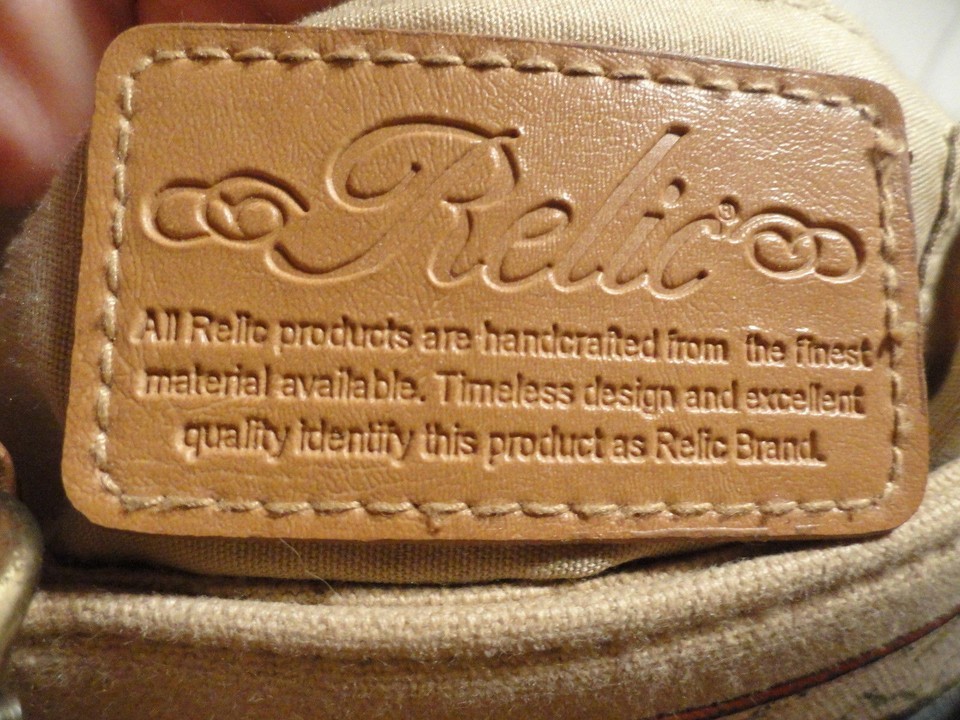 Relic®
All Relic products are handcrafted from the finest
material available. Timeless design and excellent
quality identify this product as Relic Brand.